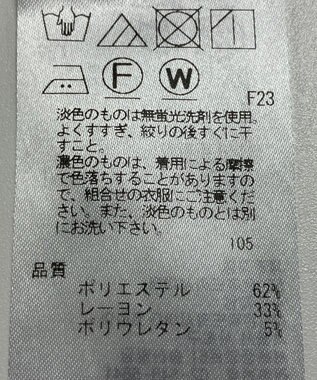 F W F23
淡色のものは無蛍光洗剤を使用。
よくすすぎ、絞りの後すぐに干
すこと。
濃色のものは、着用による摩擦
で色落ちすることがありますの
で、組合せの衣服にご注意くだ
さい。また、淡色のものとは別
にお洗い下さい。
105
品質
ポリエステル 62%
レーヨン 33%
ポリウレタン 5%